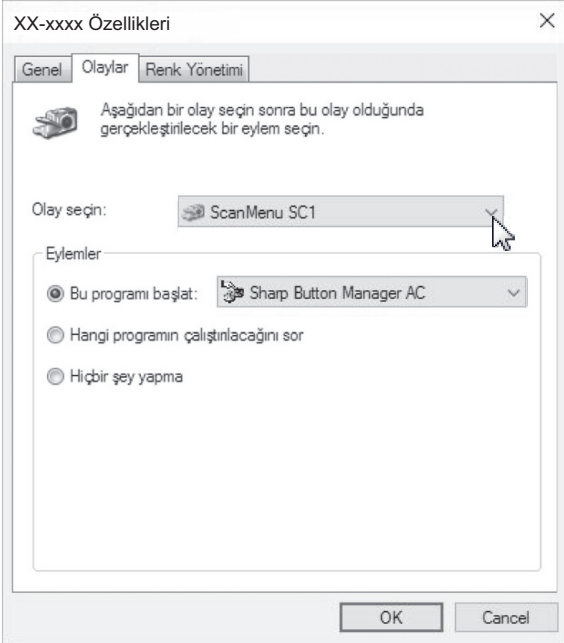 XX-xxxx Özellikleri
Genel Olaylar Renk Yönetimi
Aşağıdan bir olay seçin sonra bu olay olduğunda
gerçekleştirilecek bir eylem seçin.
Olay seçin: ScanMenu SC1
Eylemler
Bu programı başlat: Sharp Button Manager AC
Hangi programın çalıştırılacağını sor
Hiçbir şey yapma
OK Cancel